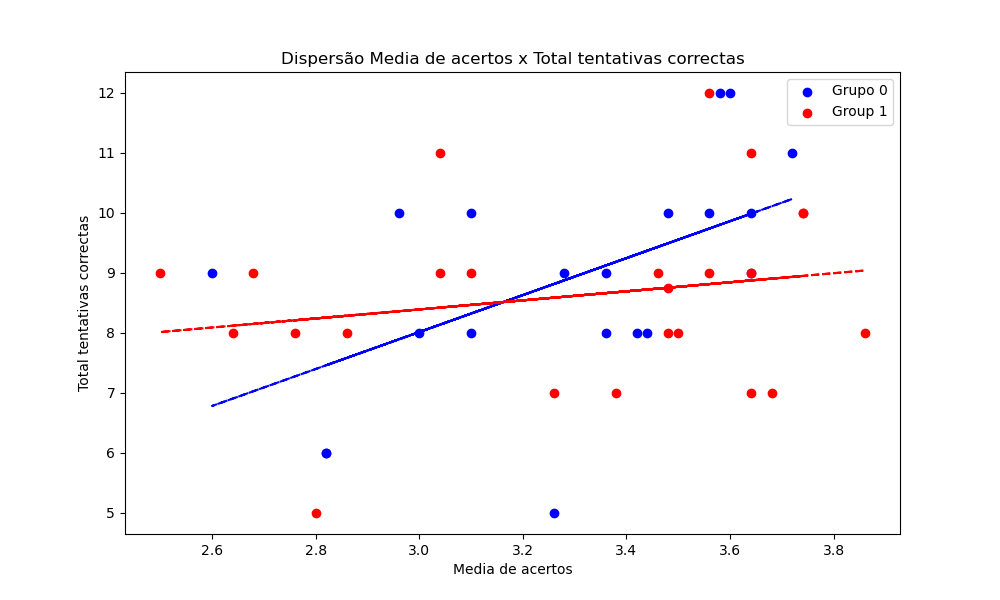 Dispersão Media de acertos x Total tentativas correctas
Grupo 0
Group 1
Total tentativas correctas
12
11
10
9
8
7
6
5
2.6 2.8 3.0 3.2 3.4 3.6 3.8
Media de acertos